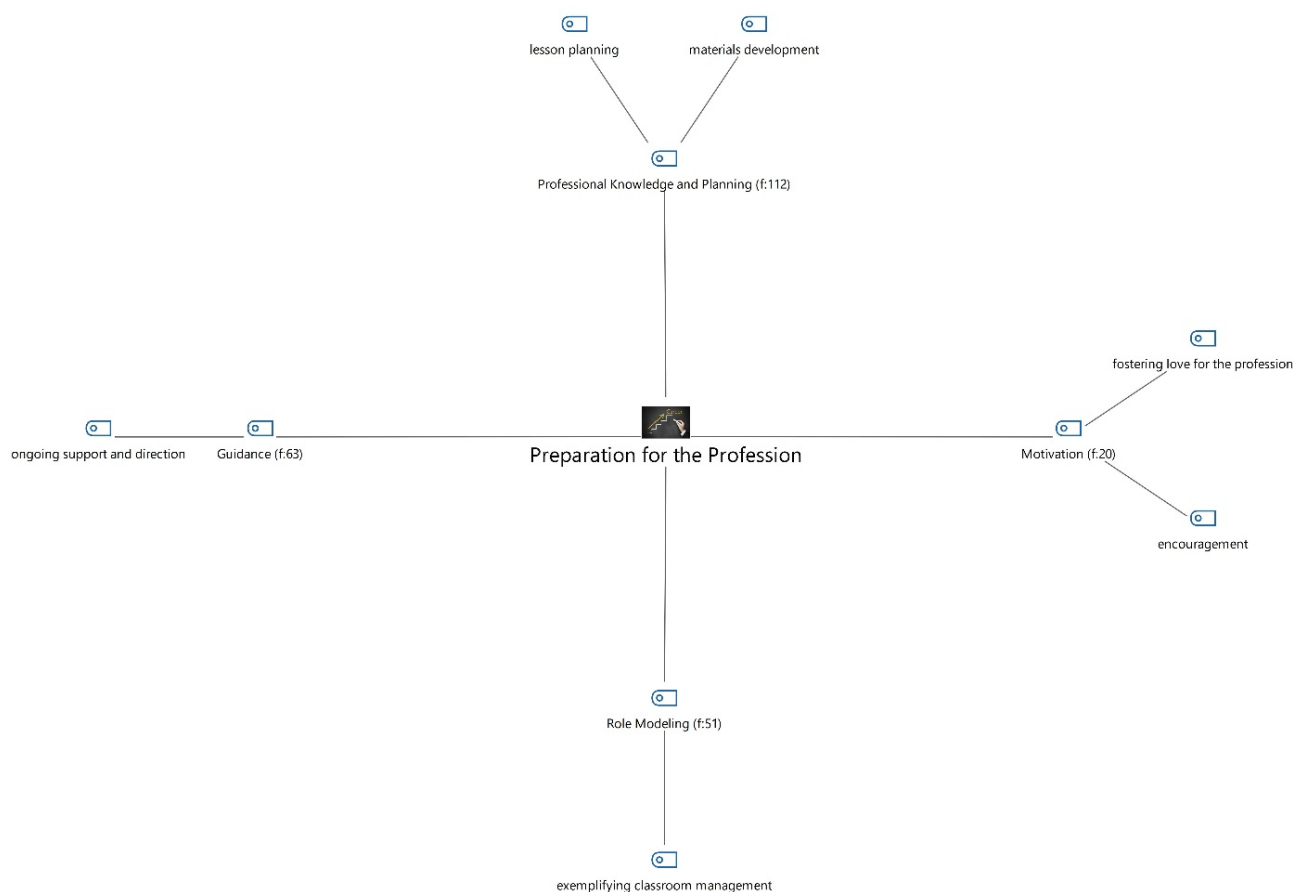 lesson planning
materials development
Professional Knowledge and Planning (f:112)
fostering love for the profession
ongoing support and direction
Guidance (f:63)
Preparation for the Profession
Motivation (f:20)
encouragement
Role Modeling (f:51)
exemplifying classroom management